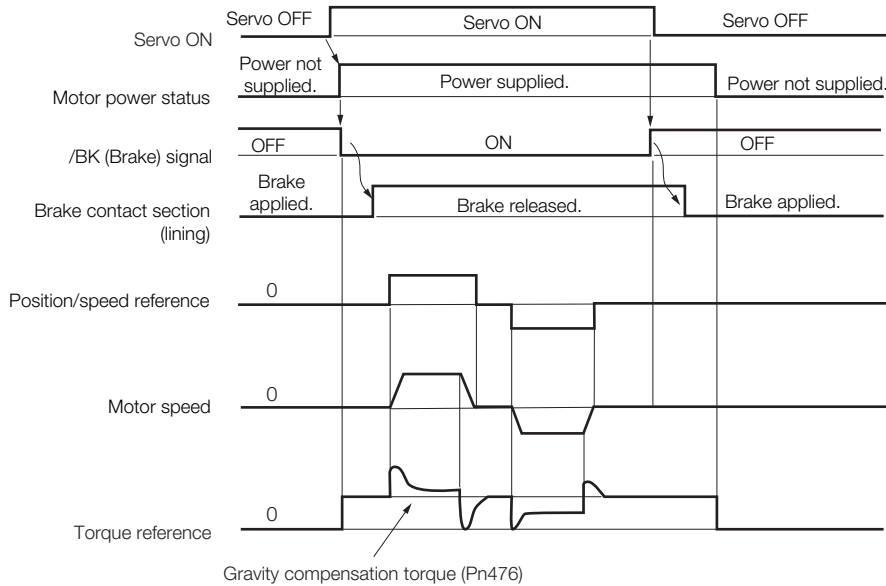 Servo OFF
Servo ON
Servo OFF
Servo ON
Power not
supplied.
Power supplied.
Power not supplied.
Motor power status
OFF
ON
OFF
/BK (Brake) signal
Brake
applied.
Brake released.
Brake applied.
Brake contact section
(lining)
0
Position/speed reference
0
Motor speed
0
Torque reference
Gravity compensation torque (Pn476)